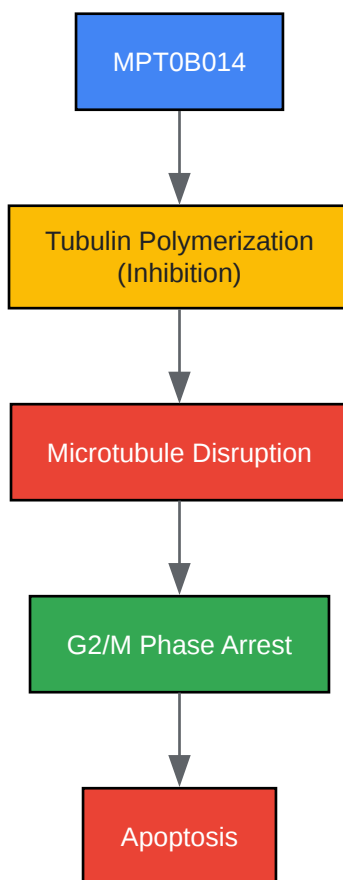 MPT0B014
Tubulin Polymerization
(Inhibition)
Microtubule Disruption
G2/M Phase Arrest
Apoptosis